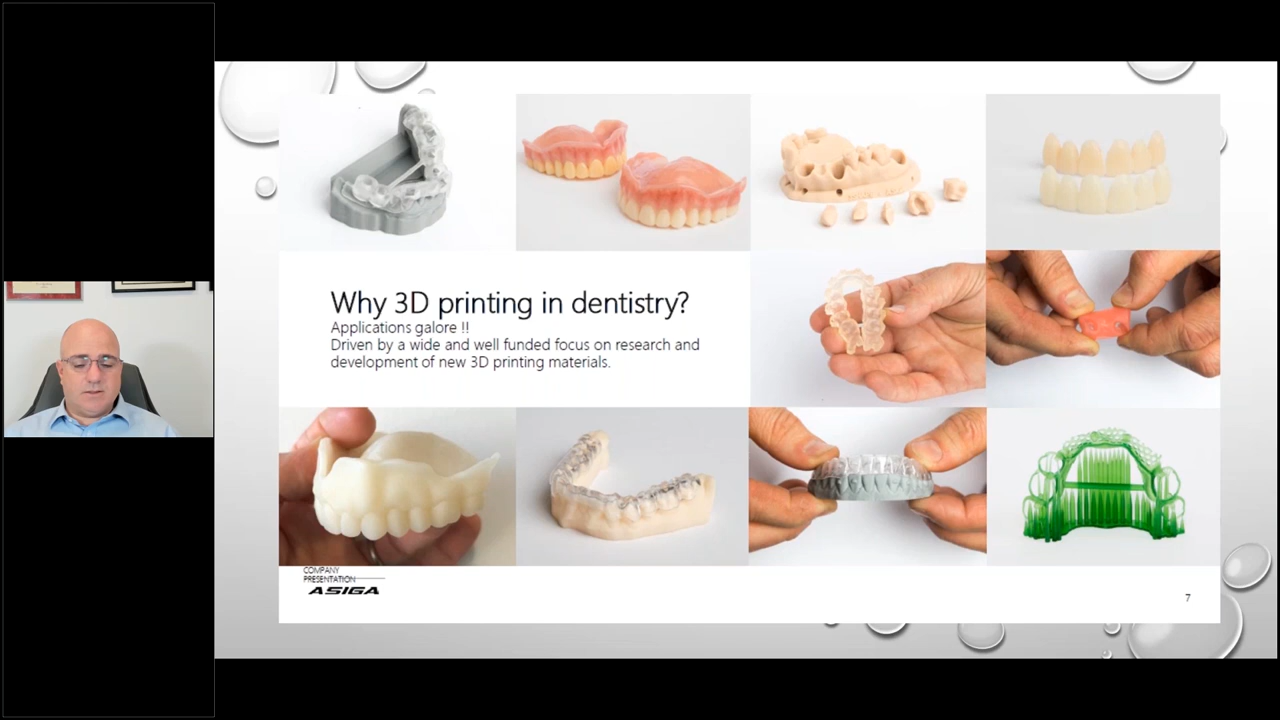 Why 3D printing in dentistry?
Applications galore !!
Driven by a wide and well funded focus on research and
development of new 3D printing materials.
COMPANY
PRESENTATION
ASIGA
7